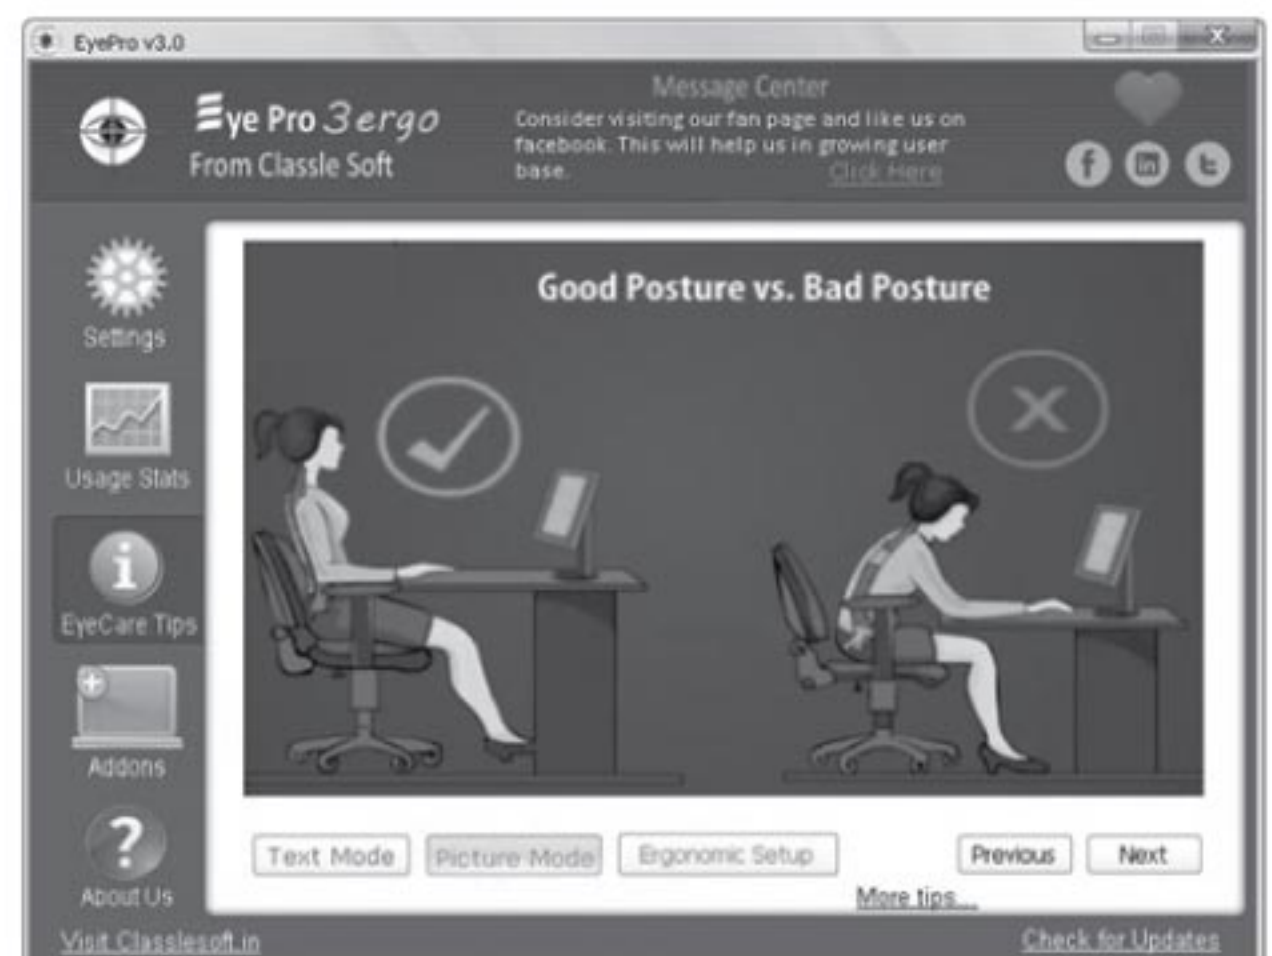 EyePro v3.0
Eye Pro 3ergo
From Classle Soft
Message Center
Consider visiting our fan page and like us on
facebook. This will help us in growing user
base.
Click Here
f in t
Settings
Usage Stats
EyeCare Tips
Addons
About Us
Good Posture vs. Bad Posture
Text Mode
Picture Mode
Ergonomic Setup
Previous
Next
More tips...
Visit Classlesoft.in
Check for Updates